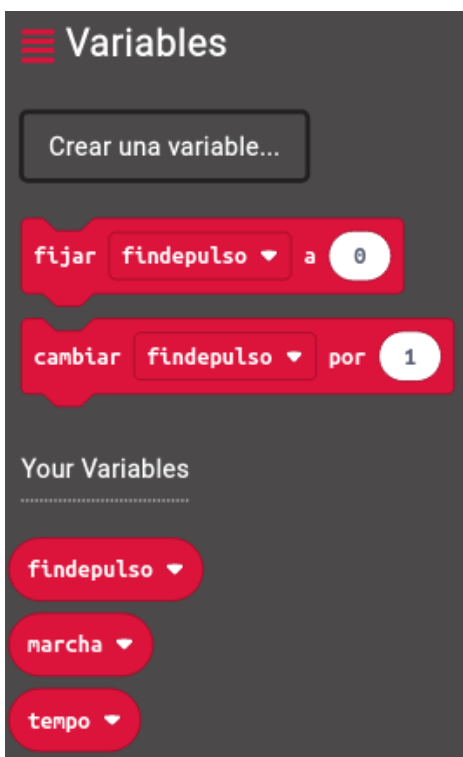 Variables
Crear una variable...
fijar findepulso a 0
cambiar findepulso por 1
Your Variables
findepulso
marcha
tempo